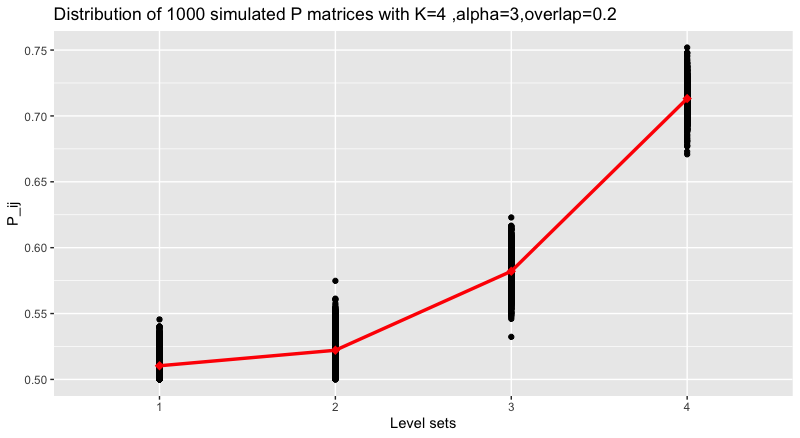 Distribution of 1000 simulated P matrices with K=4 ,alpha=3,overlap=0.2
P_ij
0.75
0.70
0.65
0.60
0.55
0.50
1 2 3 4
Level sets